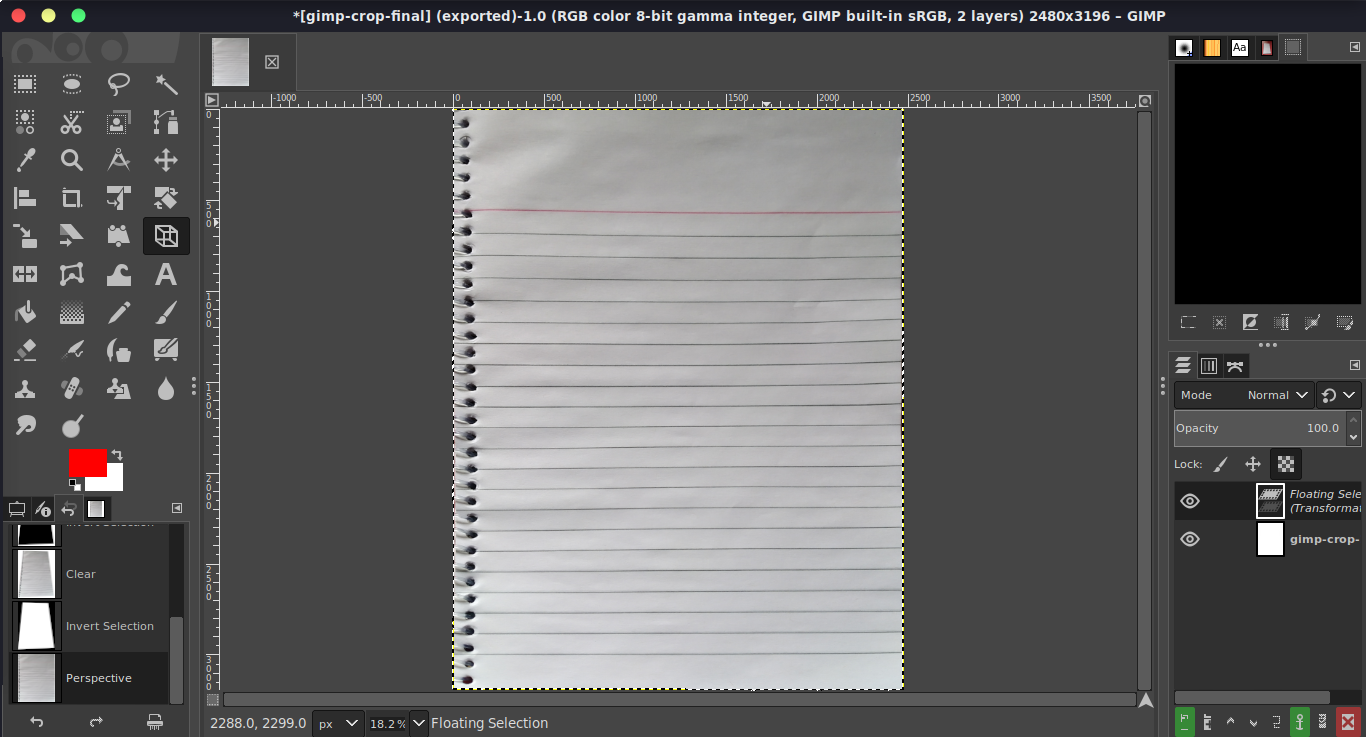 *[gimp-crop-final] (exported)-1.0 (RGB color 8-bit gamma integer, GIMP built-in sRGB, 2 layers) 2480x3196 – GIMP
Aa
-1000 -500 0 500 1000 1500 2000 2500 3000 3500
0
500
1000
1500
2000
2500
3000
A
Mode Normal
Opacity 100.0
Lock:
Floating Sele
(Transformat
gimp-crop-
Invert Selection
Clear
Invert Selection
Perspective
2288.0, 2299.0 px 18.2 % Floating Selection